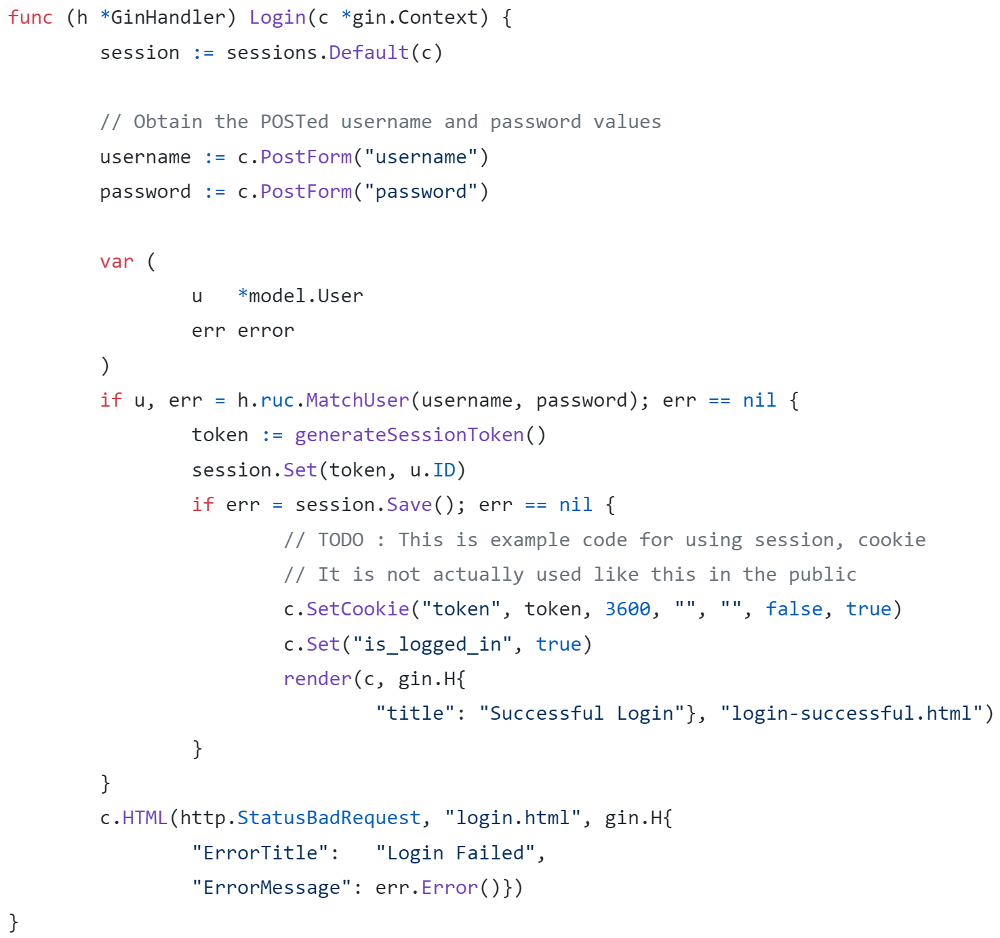 func (h *GinHandler) Login(c *gin.Context) {
        session := sessions.Default(c)

        // Obtain the POSTed username and password values
        username := c.PostForm("username")
        password := c.PostForm("password")

        var (
                u   *model.User
                err error
        )
        if u, err = h.ruc.MatchUser(username, password); err == nil {
                token := generateSessionToken()
                session.Set(token, u.ID)
                if err = session.Save(); err == nil {
                        // TODO : This is example code for using session, cookie
                        // It is not actually used like this in the public
                        c.SetCookie("token", token, 3600, "", "", false, true)
                        c.Set("is_logged_in", true)
                        render(c, gin.H{
                                "title": "Successful Login"}, "login-successful.html")
                }
        }
        c.HTML(http.StatusBadRequest, "login.html", gin.H{
                "ErrorTitle":   "Login Failed",
                "ErrorMessage": err.Error()})
}